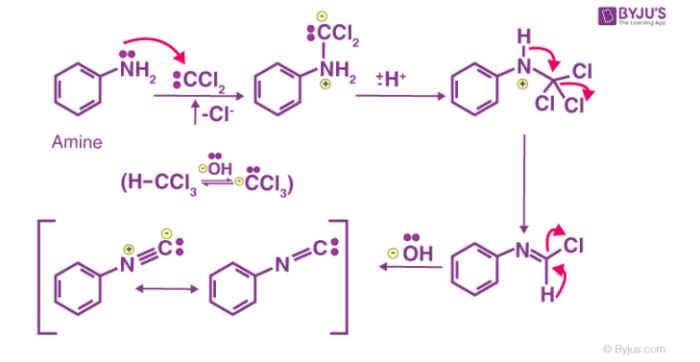 BYJU'S
The Learning App
NH₂
Amine
:CCl₂
-Cl⁻
:CCl₂
NH₂
±H⁺
H
N
Cl
Cl
Cl
(H–CCl₃ ⁻OH ⇌ ⁻CCl₃)
N≡C:
N=C:
⁻OH
N
Cl
H
© Byjus.com